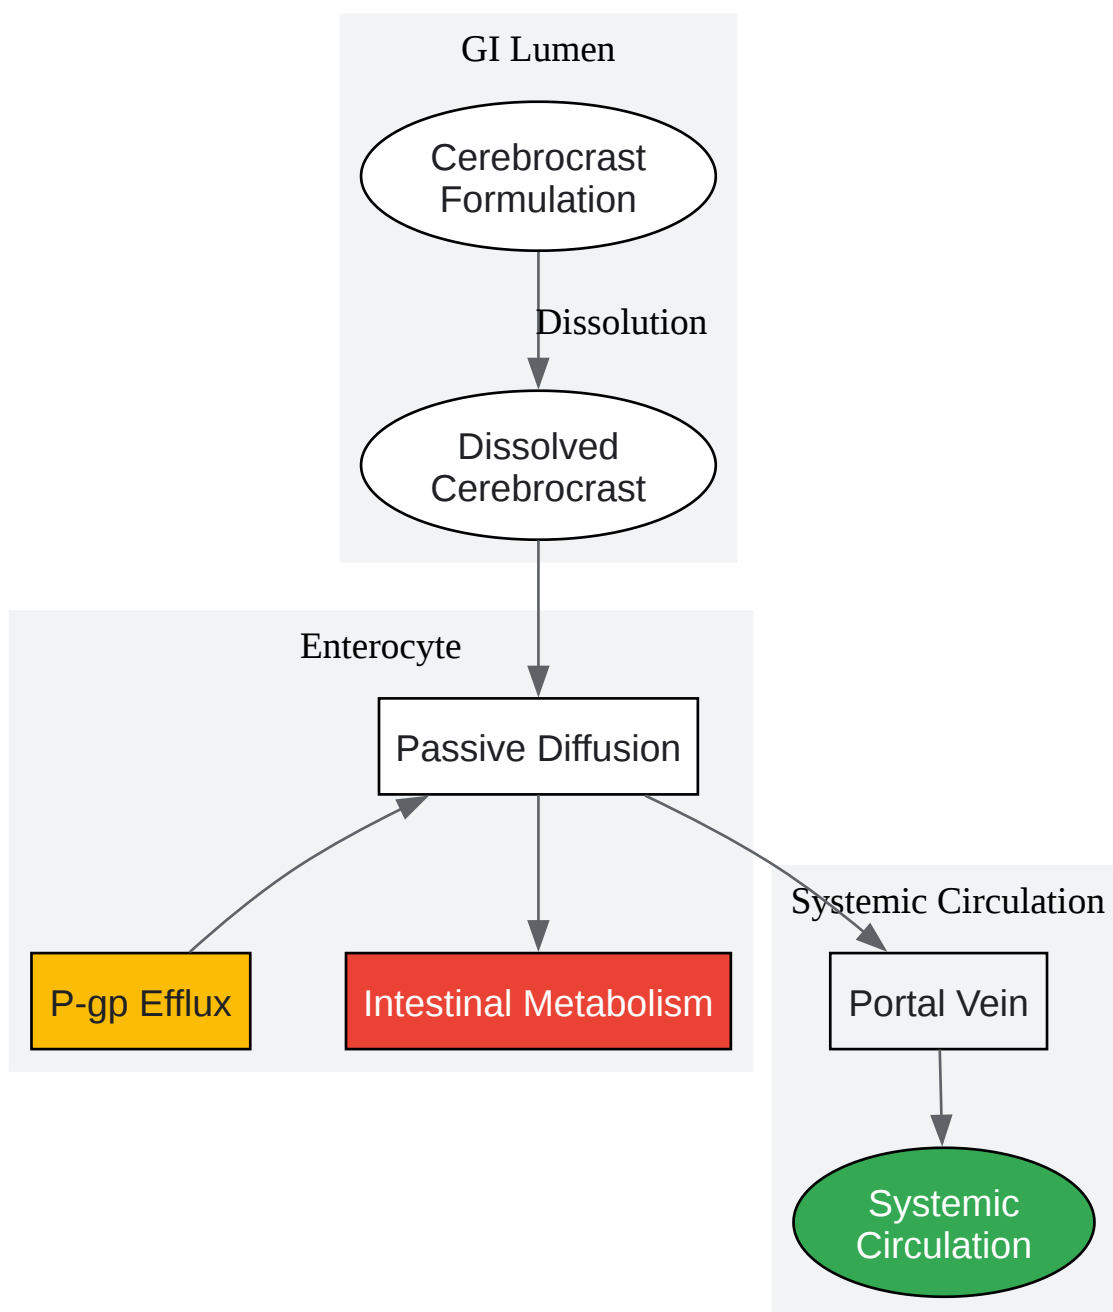 GI Lumen
Cerebrocrast
Formulation
Dissolution
Dissolved
Cerebrocrast
Enterocyte
Passive Diffusion
Systemic Circulation
P-gp Efflux
Intestinal Metabolism
Portal Vein
Systemic
Circulation